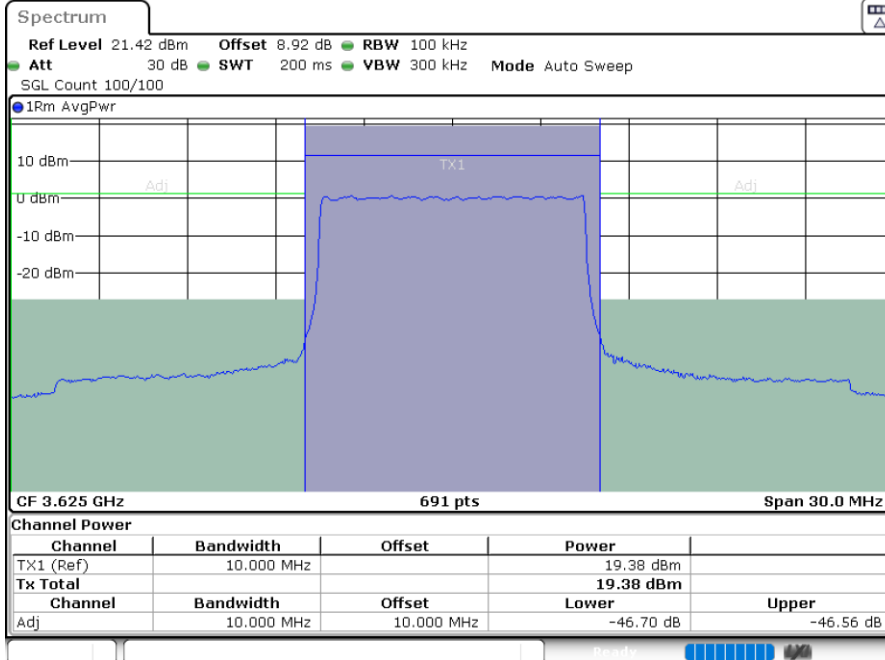 Spectrum
Ref Level 21.42 dBm Offset 8.92 dB RBW 100 kHz
Att 30 dB SWT 200 ms VBW 300 kHz Mode Auto Sweep
SGL Count 100/100
1Rm AvgPwr
10 dBm
TX1
Adj Adj
0 dBm
-10 dBm
-20 dBm
CF 3.625 GHz 691 pts Span 30.0 MHz
Channel Power
Channel Bandwidth Offset Power
TX1 (Ref) 10.000 MHz 19.38 dBm
Tx Total 19.38 dBm
Channel Bandwidth Offset Lower Upper
Adj 10.000 MHz 10.000 MHz -46.70 dB -46.56 dB
Ready